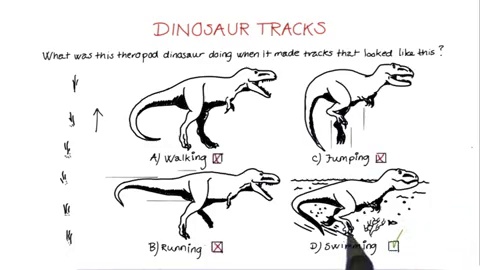 DINOSAUR TRACKS
What was this theropod dinosaur doing when it made tracks that looked like this?
A) Walking
C) Jumping
B) Running
D) Swimming